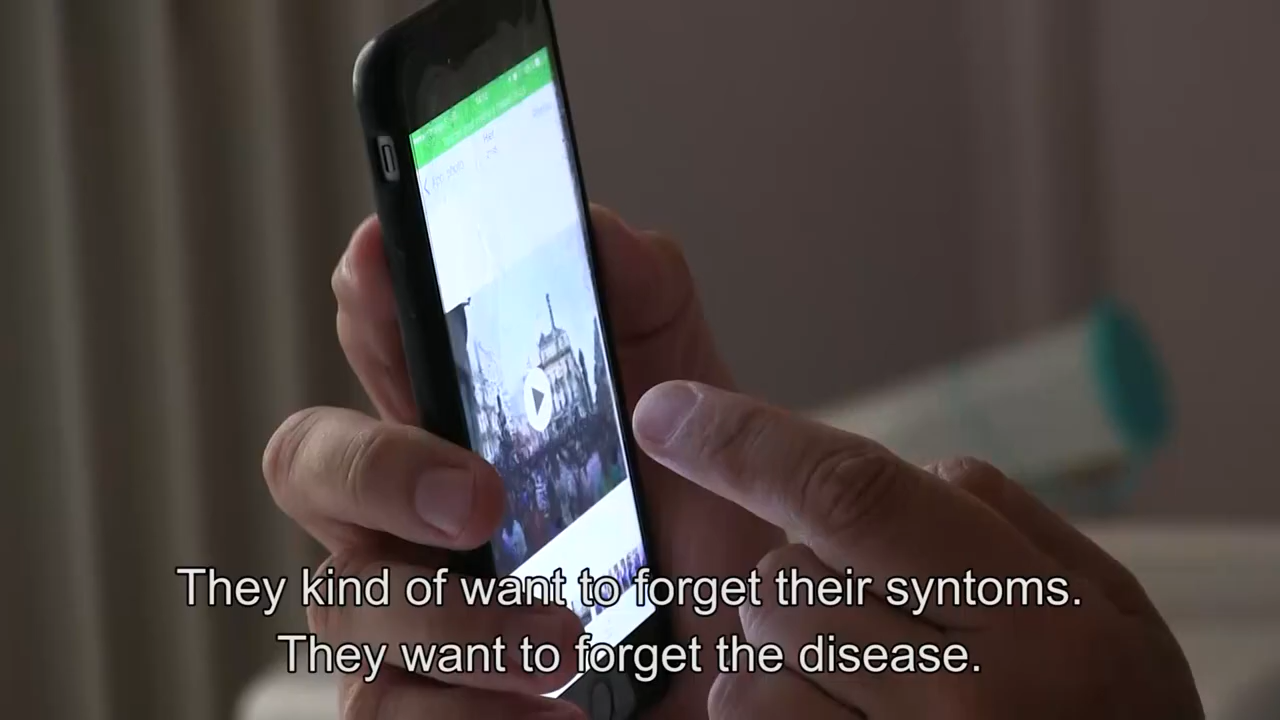 They kind of want to forget their syntoms.
They want to forget the disease.